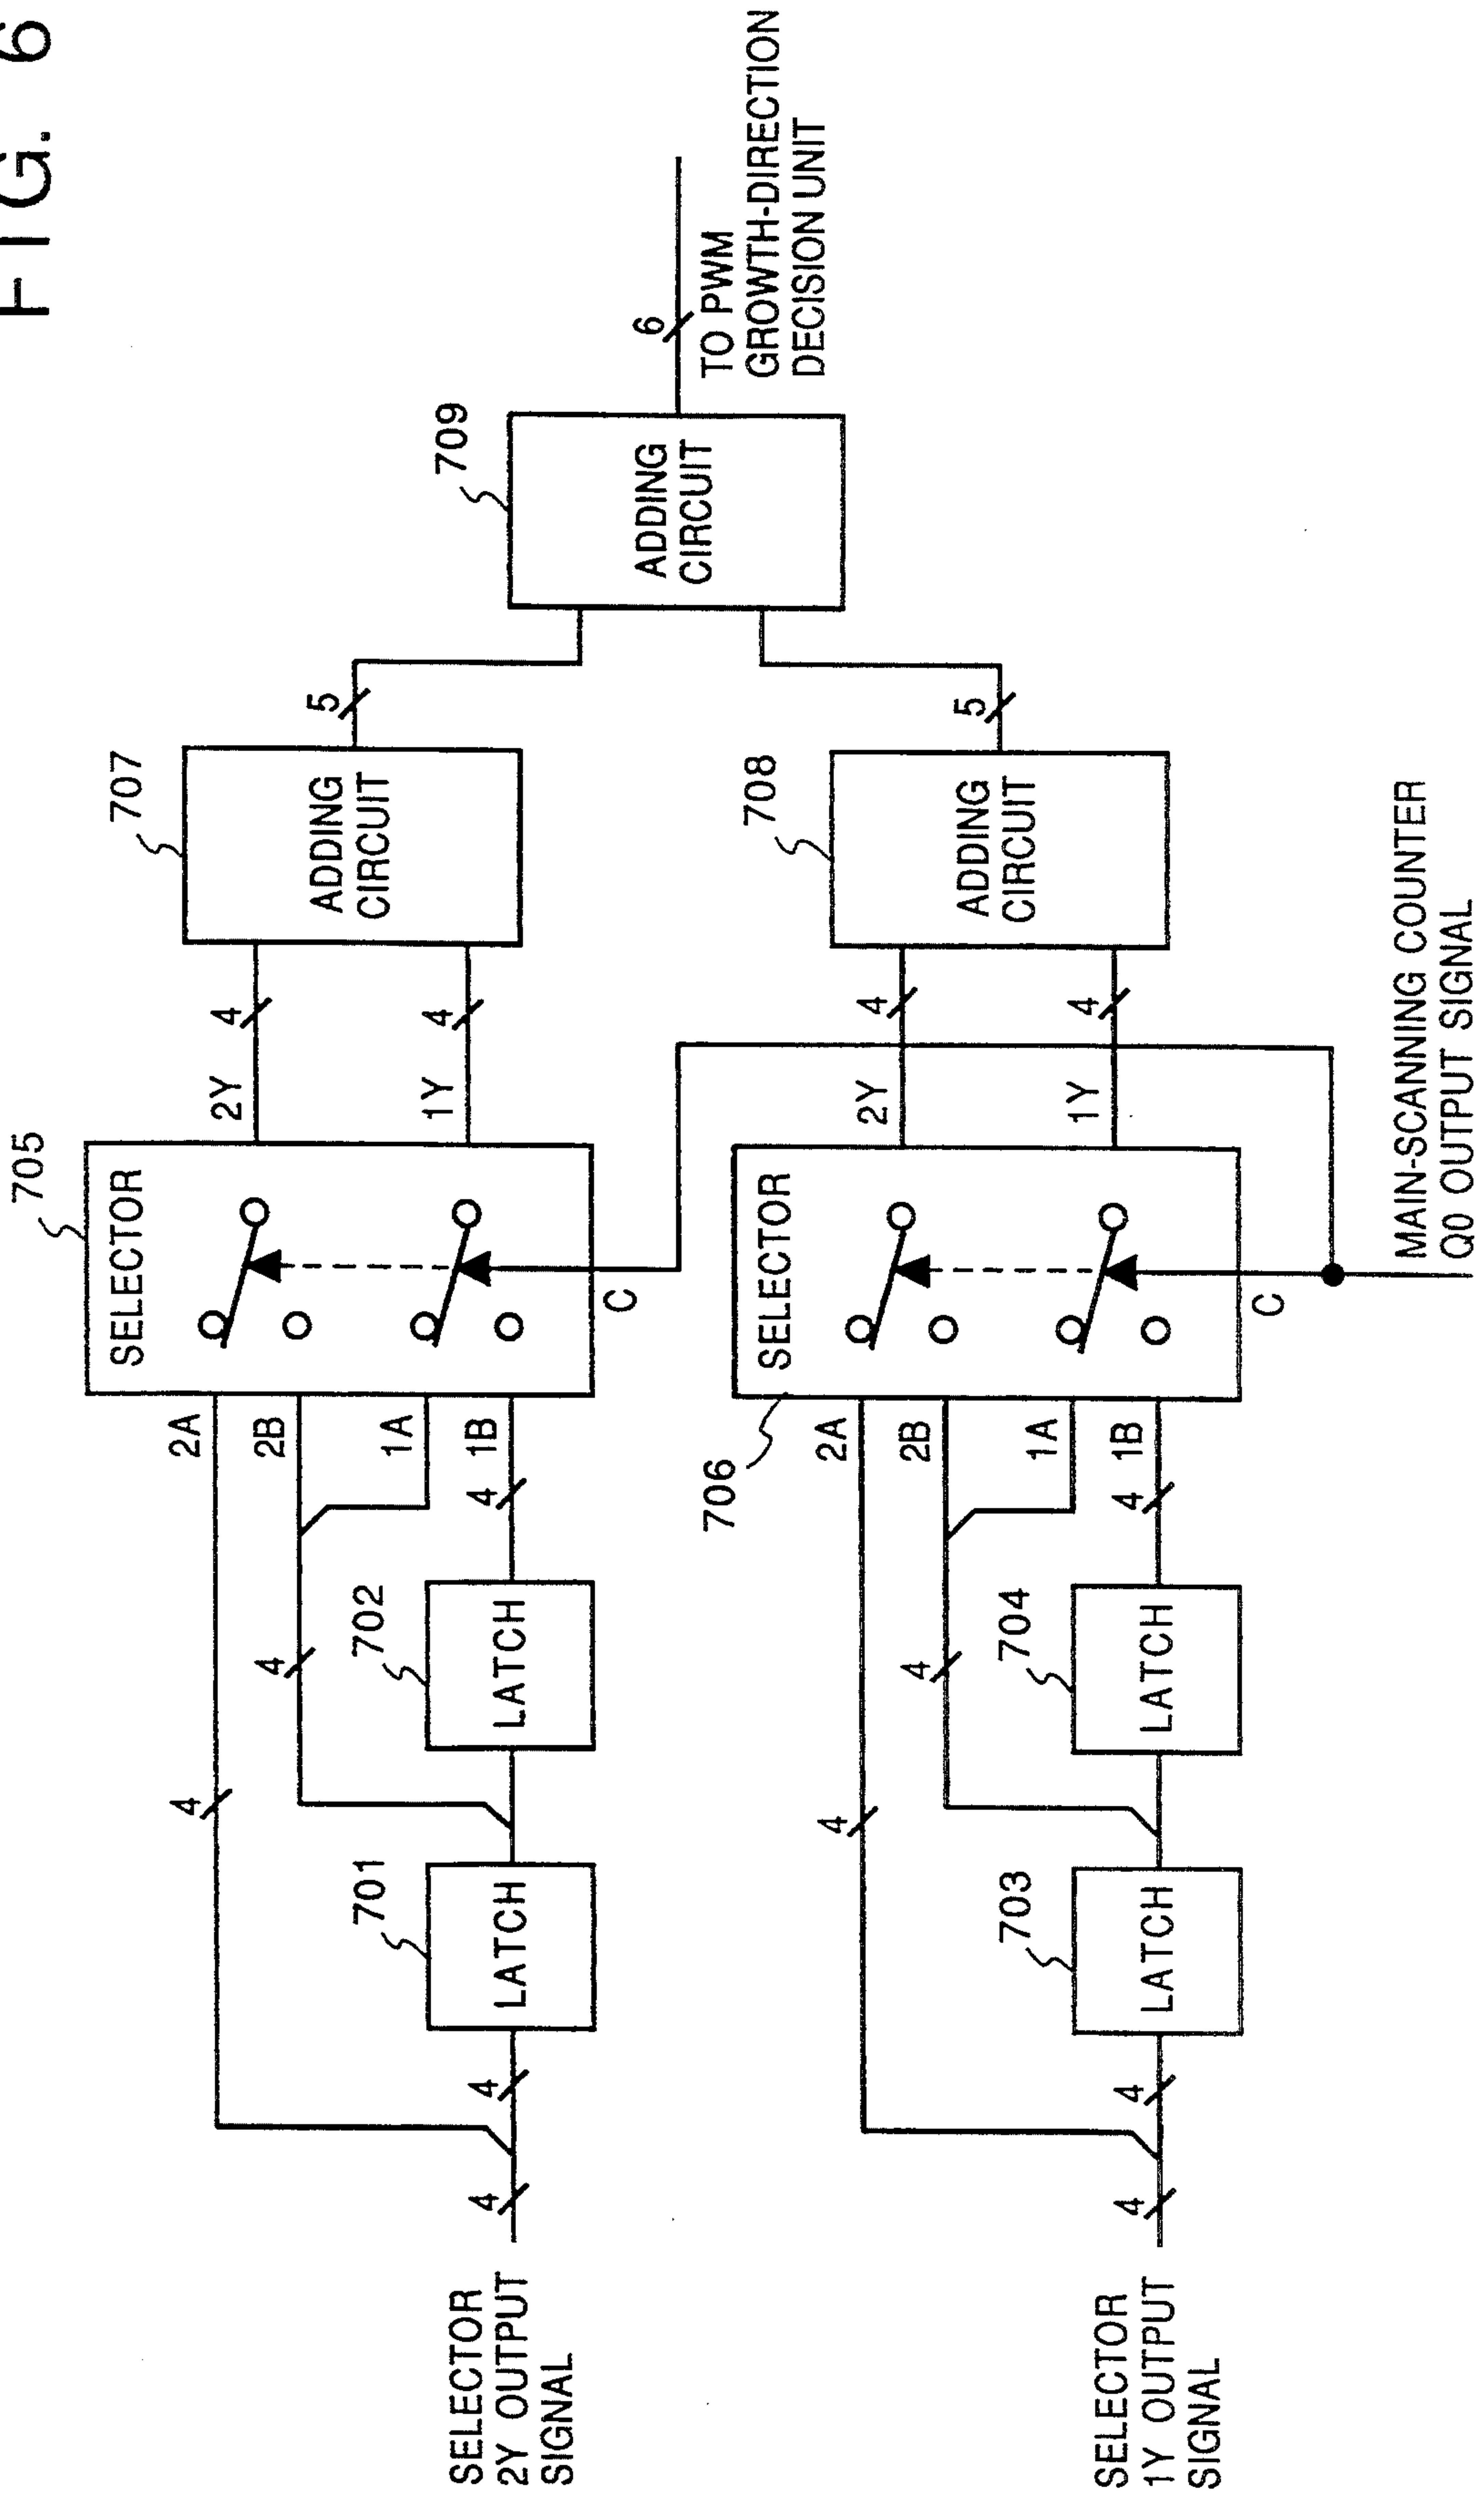 FIG. 6
705
SELECTOR
707
709
2A
2B
1A
1B
4
4
4
2Y
1Y
4
4
C
ADDING
CIRCUIT
5
ADDING
CIRCUIT
6
TO PWM
GROWTH-DIRECTION
DECISION UNIT
SELECTOR
2Y OUTPUT
SIGNAL
4
4
701
LATCH
702
LATCH
706
SELECTOR
708
2A
2B
1A
1B
4
4
4
2Y
1Y
4
4
C
ADDING
CIRCUIT
5
SELECTOR
1Y OUTPUT
SIGNAL
4
4
703
LATCH
704
LATCH
MAIN-SCANNING COUNTER
Q0 OUTPUT SIGNAL